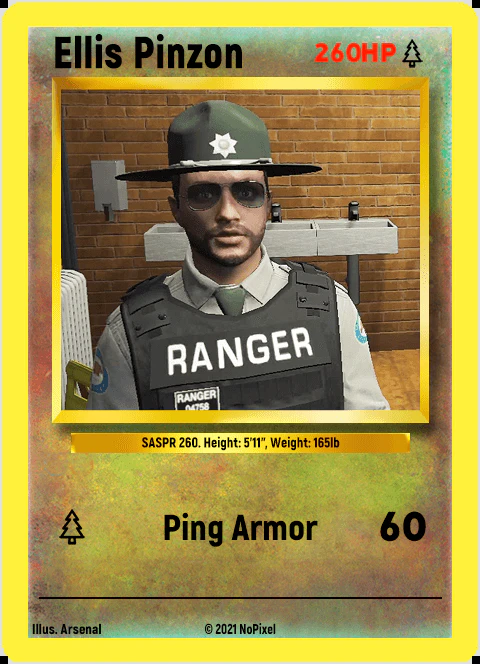 Ellis Pinzon 260HP
RANGER
RANGER
04758
SASPR 260. Height: 5'11", Weight: 165lb
Ping Armor 60
Illus. Arsenal © 2021 NoPixel